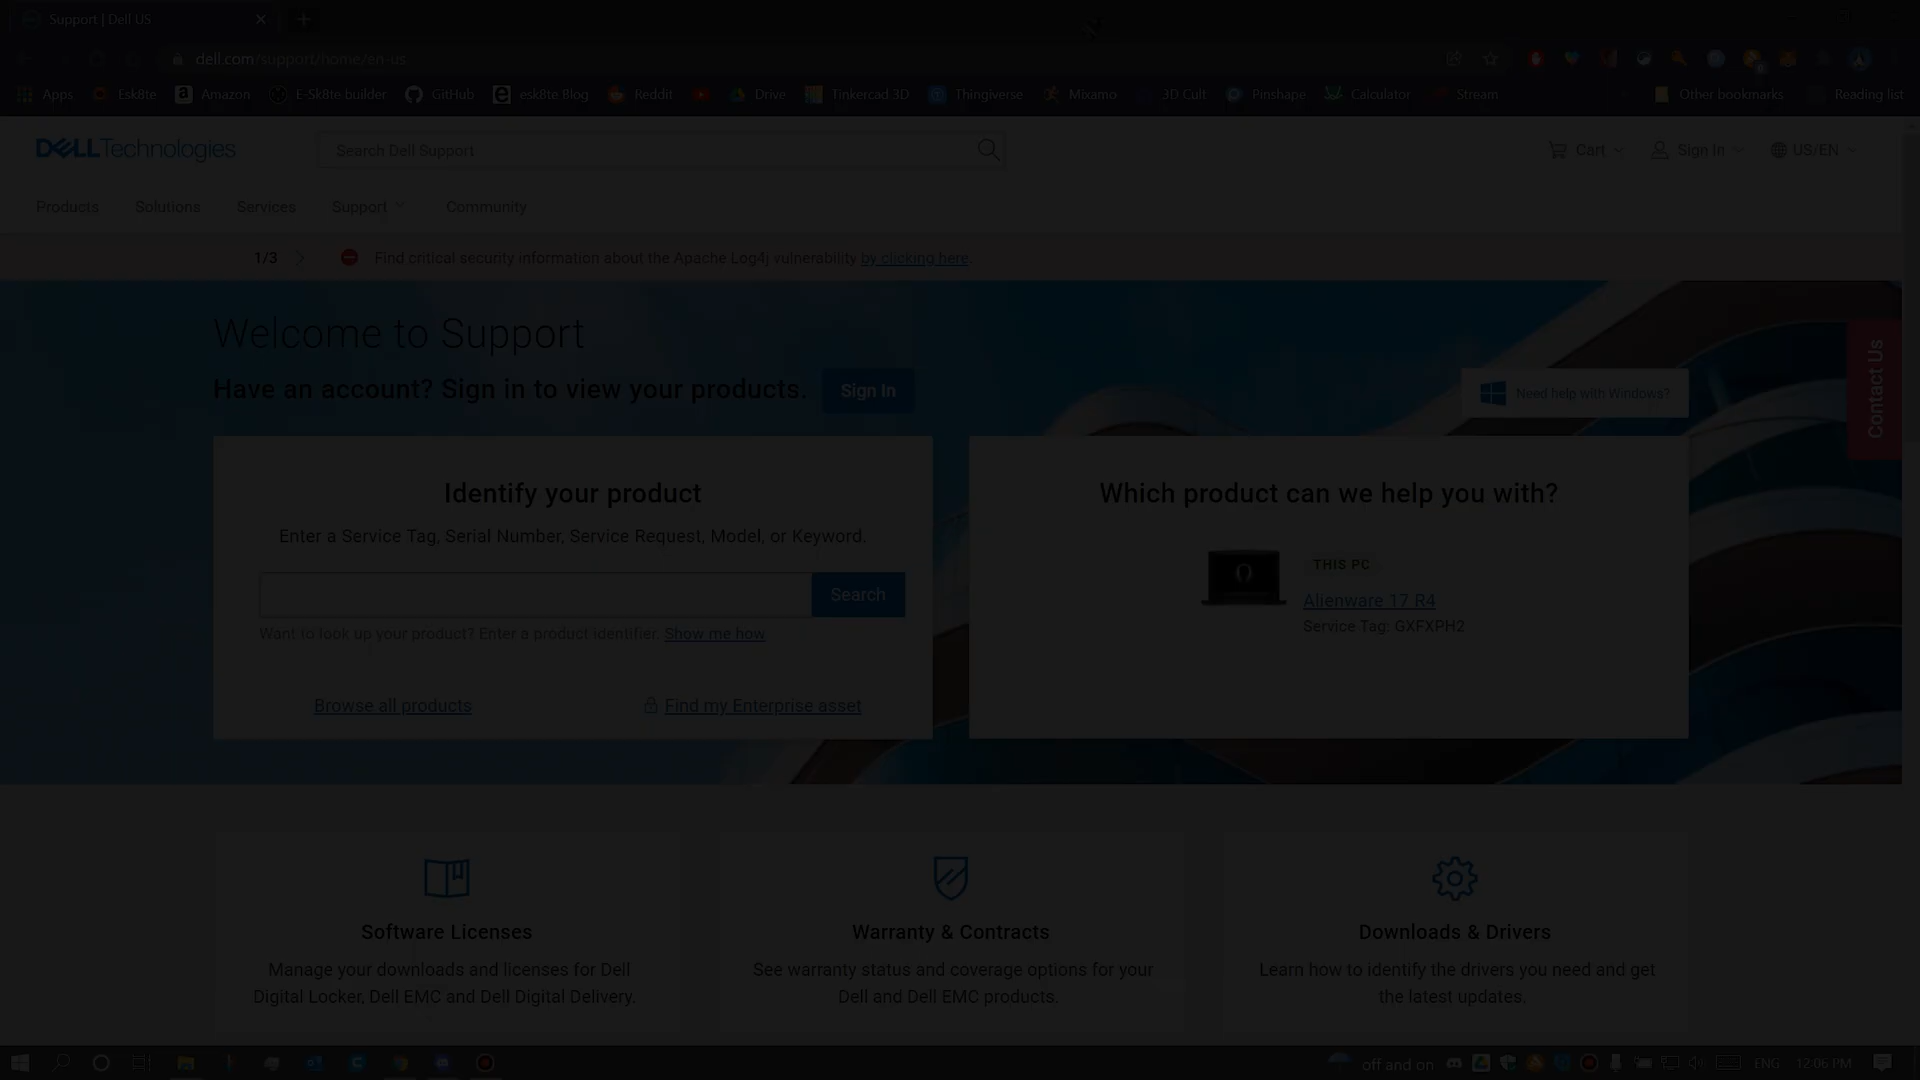 Support | Dell US
dell.com/support/home/en-us
Apps Esk8te Amazon E-Sk8te builder GitHub esk8te Blog Reddit Drive Tinkercad 3D Thingiverse Mixamo 3D Cult Pinshape Calculator Stream Other bookmarks Reading list
DELL Technologies Search Dell Support Cart Sign In US/EN
Products Solutions Services Support Community
1/3 Find critical security information about the Apache Log4j vulnerability by clicking here.
Welcome to Support
Have an account? Sign in to view your products. Sign In
Need help with Windows?
Contact Us
Identify your product
Enter a Service Tag, Serial Number, Service Request, Model, or Keyword.
Search
Want to look up your product? Enter a product identifier. Show me how
Browse all products Find my Enterprise asset
Which product can we help you with?
THIS PC
Alienware 17 R4
Service Tag: GXFXPH2
Software Licenses
Manage your downloads and licenses for Dell
Digital Locker, Dell EMC and Dell Digital Delivery.
Warranty & Contracts
See warranty status and coverage options for your
Dell and Dell EMC products.
Downloads & Drivers
Learn how to identify the drivers you need and get
the latest updates.
off and on ENG 12:06 PM